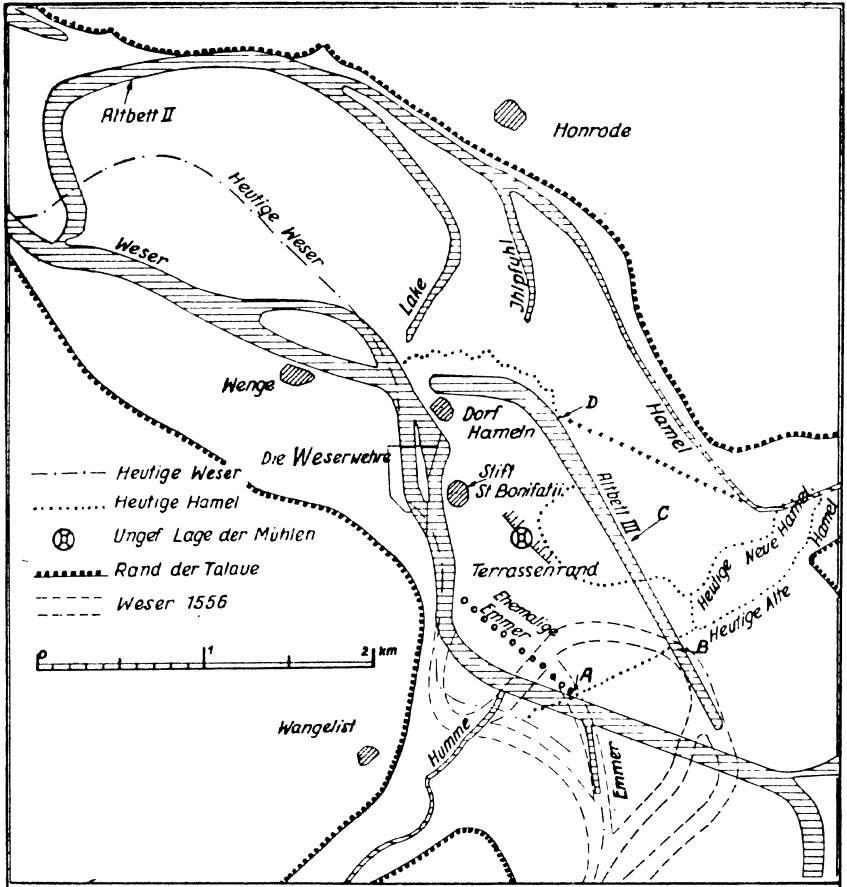 Altbett II
Honrode
Heutige Weser
Weser
Lake
Ihlpfuhl
Wenge
Dorf
Hameln
D
Hamel
Die Weserwehre
Stift
St Bonifatii
Altbett III
C
Heutige Weser
Heutige Hamel
Ungef Lage der Mühlen
Rand der Talaue
Weser 1556
Terrassenrand
Heutige Neue Hamel
Heutige Alte Hamel
Ehemalige
Emmer
B
A
0 1 2 km
Wangelist
Humme
Emmer